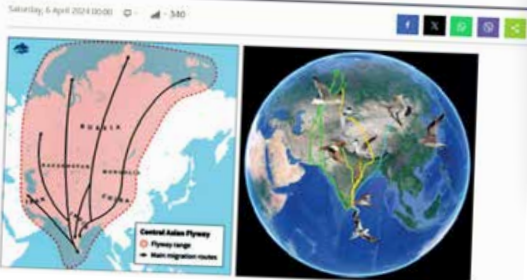 Saturday, 6 April 2024 00:00
340
RUSSIA
KAZAKHSTAN
MONGOLIA
IRAN
CHINA
Central Asian Flyway
Flyway range
Main migration routes